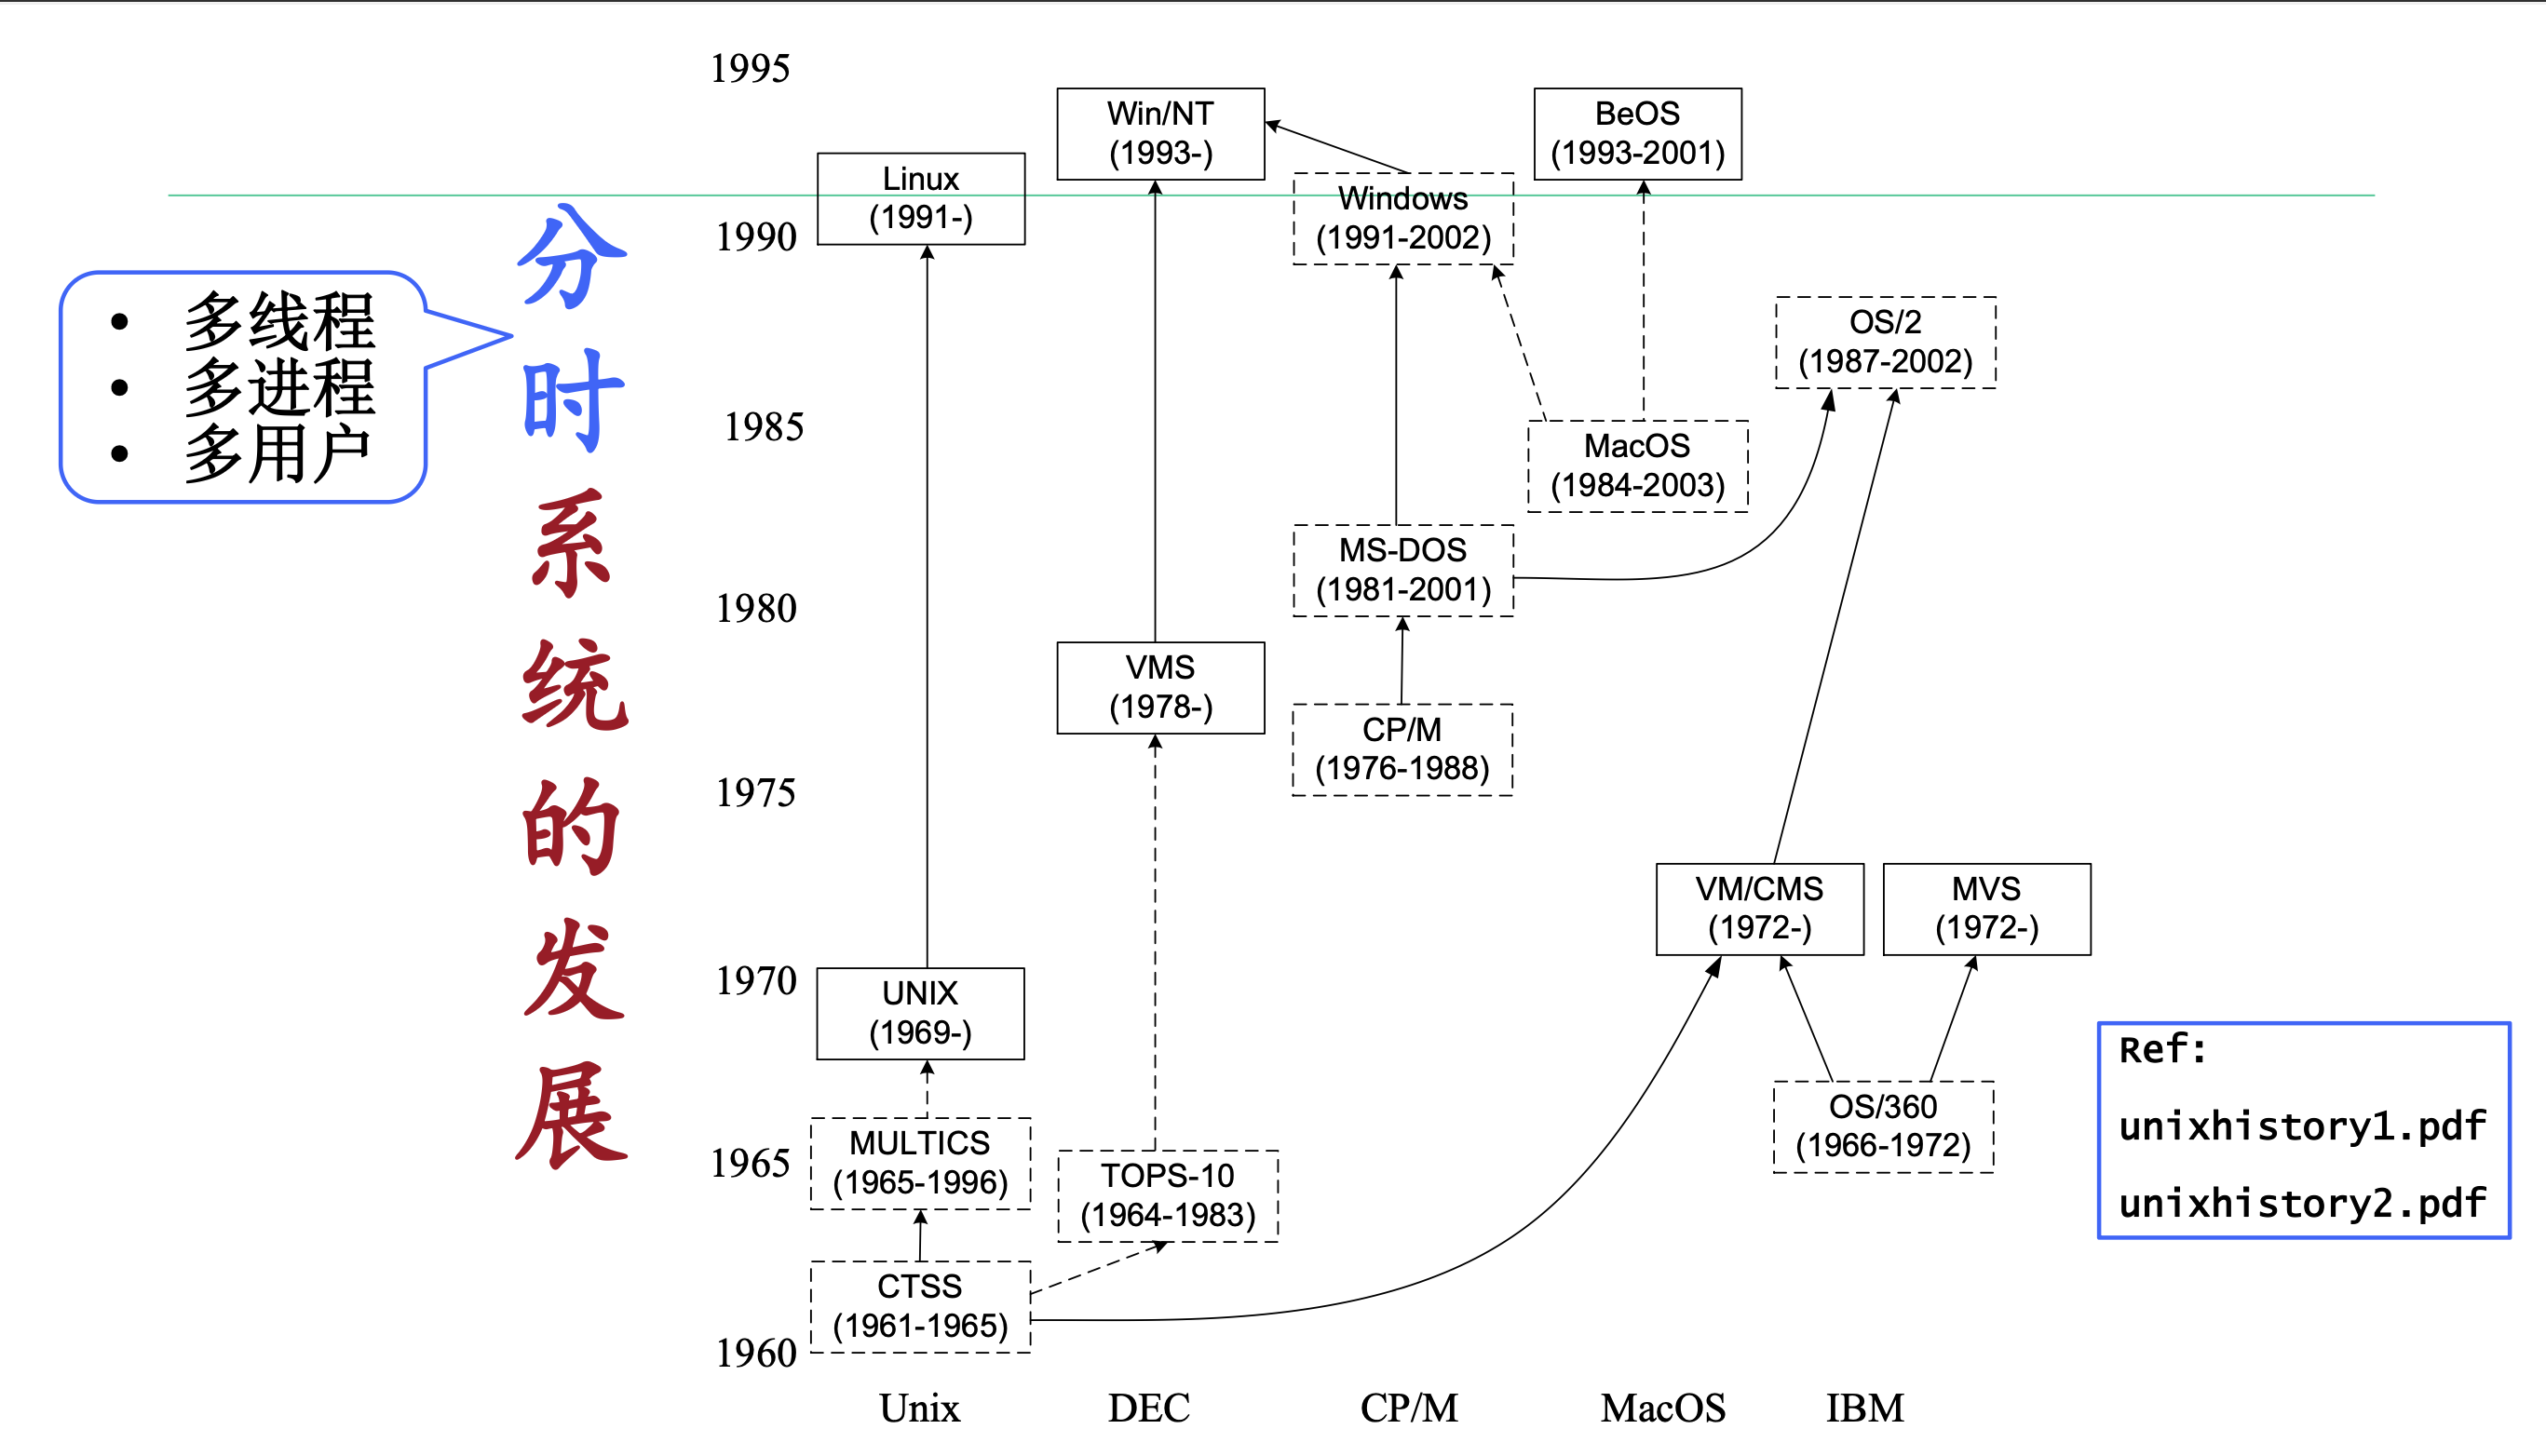 分时系统的发展
• 多线程
• 多进程
• 多用户
1995
1990
1985
1980
1975
1970
1965
1960
Linux
(1991-)
UNIX
(1969-)
MULTICS
(1965-1996)
CTSS
(1961-1965)
Unix
Win/NT
(1993-)
VMS
(1978-)
TOPS-10
(1964-1983)
DEC
Windows
(1991-2002)
MS-DOS
(1981-2001)
CP/M
(1976-1988)
CP/M
BeOS
(1993-2001)
MacOS
(1984-2003)
MacOS
OS/2
(1987-2002)
VM/CMS
(1972-)
MVS
(1972-)
OS/360
(1966-1972)
IBM
Ref:
unixhistory1.pdf
unixhistory2.pdf